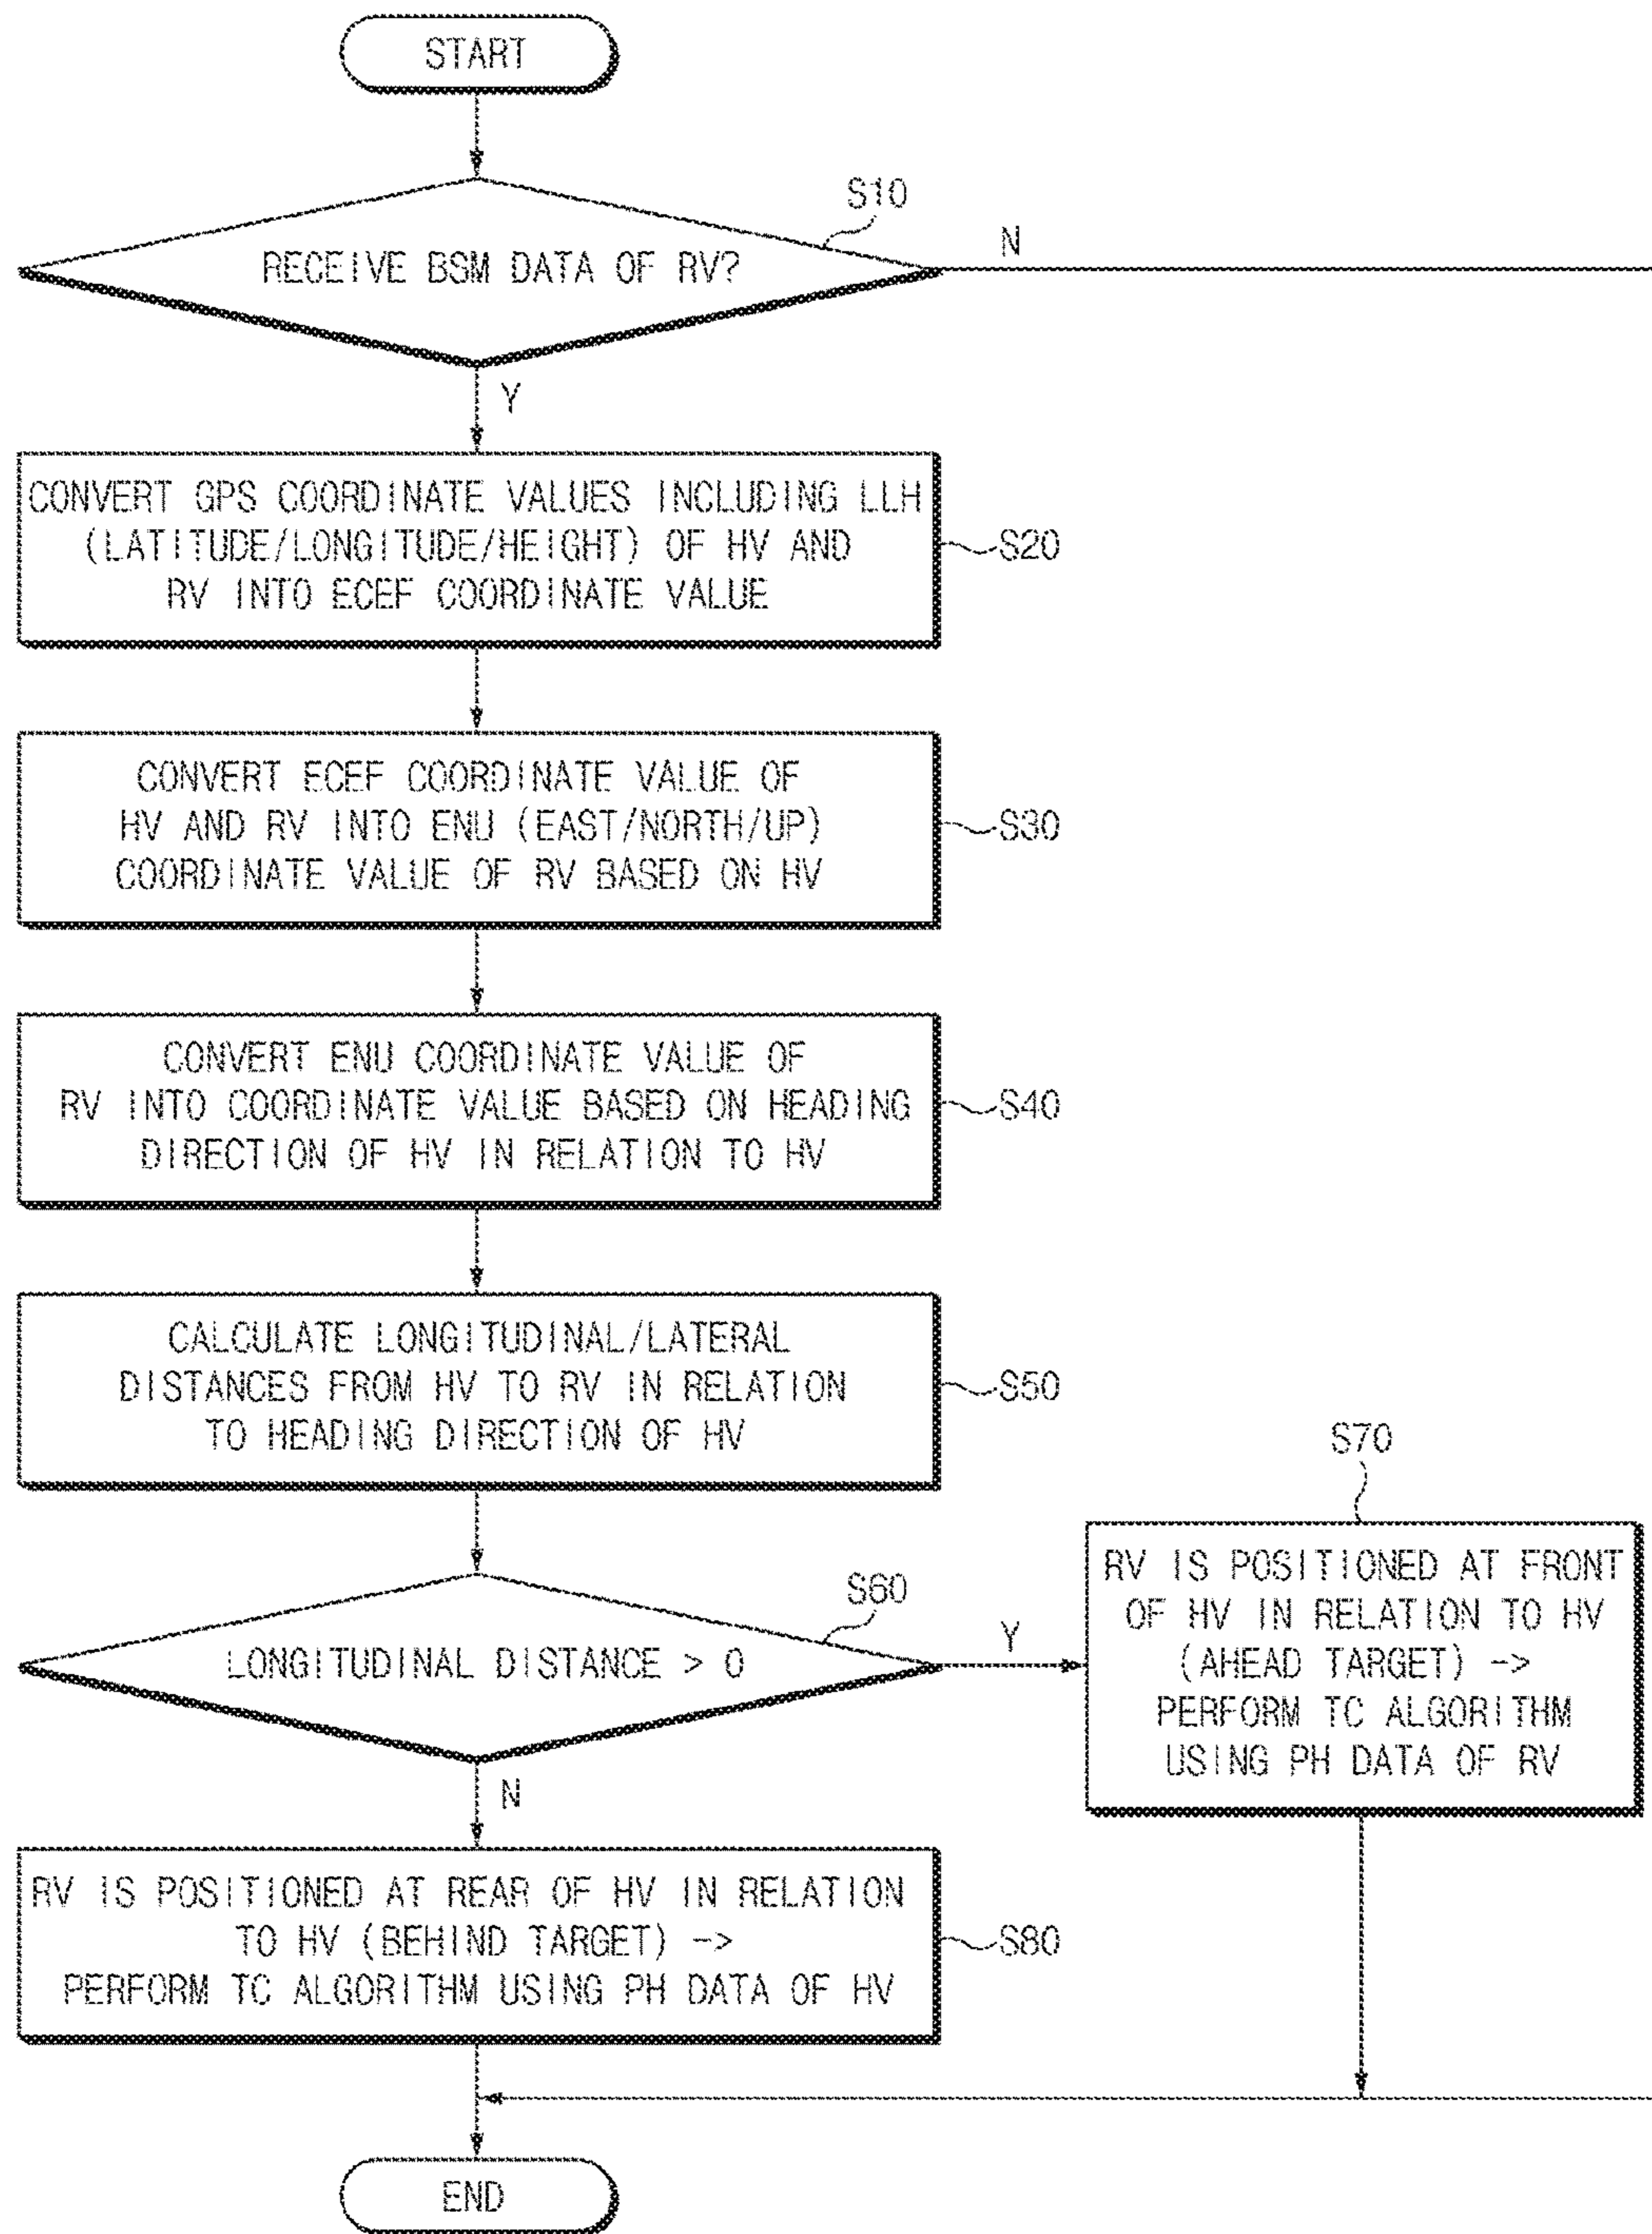 START
S10
RECEIVE BSM DATA OF RV?
N
Y
CONVERT GPS COORDINATE VALUES INCLUDING LLH
(LATITUDE/LONGITUDE/HEIGHT) OF HV AND
RV INTO ECEF COORDINATE VALUE
S20
CONVERT ECEF COORDINATE VALUE OF
HV AND RV INTO ENU (EAST/NORTH/UP)
COORDINATE VALUE OF RV BASED ON HV
S30
CONVERT ENU COORDINATE VALUE OF
RV INTO COORDINATE VALUE BASED ON HEADING
DIRECTION OF HV IN RELATION TO HV
S40
CALCULATE LONGITUDINAL/LATERAL
DISTANCES FROM HV TO RV IN RELATION
TO HEADING DIRECTION OF HV
S50
S60
LONGITUDINAL DISTANCE > 0
Y
N
S70
RV IS POSITIONED AT FRONT
OF HV IN RELATION TO HV
(AHEAD TARGET) ->
PERFORM TC ALGORITHM
USING PH DATA OF RV
RV IS POSITIONED AT REAR OF HV IN RELATION
TO HV (BEHIND TARGET) ->
PERFORM TC ALGORITHM USING PH DATA OF HV
S80
END